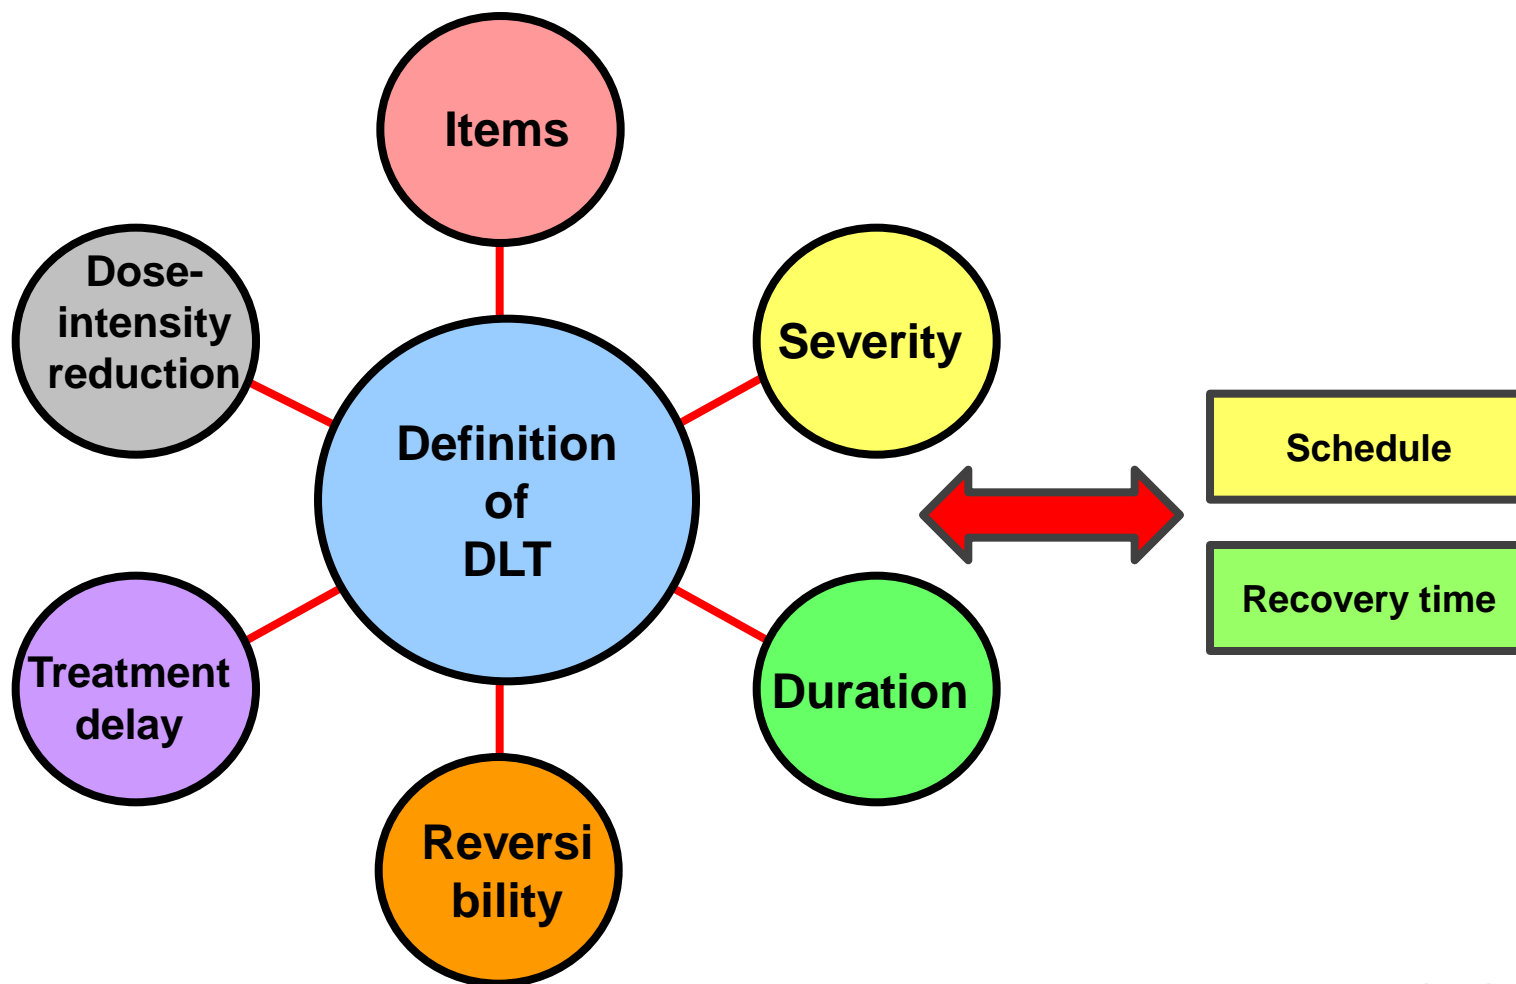 Items
Dose-
intensity
reduction
Severity
Definition
of
DLT
Schedule
Recovery time
Treatment
delay
Duration
Reversi
bility